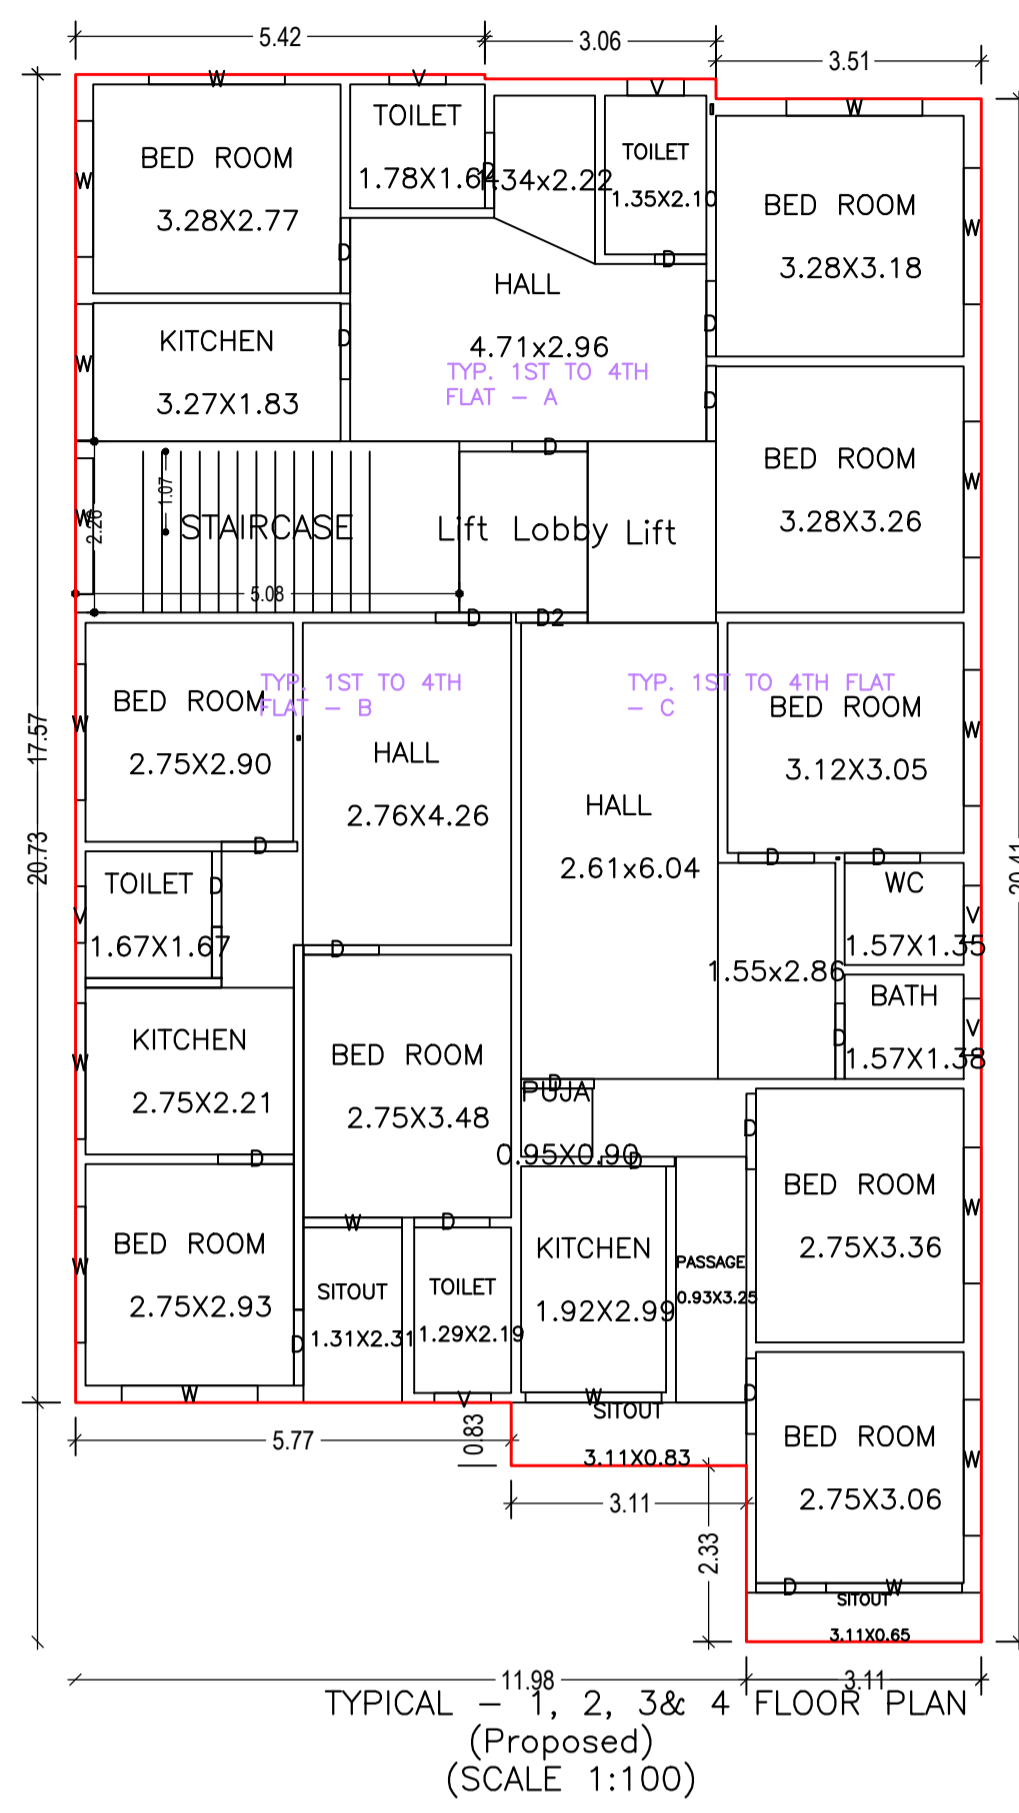 5.42
3.06
3.51
W
V
V
W
TOILET
1.78X1.64
BED ROOM
3.28X2.77
W
D
1.34x2.22
TOILET
1.35X2.10
BED ROOM
3.28X3.18
W
D
D
HALL
4.71x2.96
D
KITCHEN
3.27X1.83
W
D
TYP. 1ST TO 4TH
FLAT - A
D
BED ROOM
3.28X3.26
W
D
1.07
2.26
W
STAIRCASE
Lift Lobby
Lift
5.08
D
D2
BED ROOM
2.75X2.90
W
TYP. 1ST TO 4TH
FLAT - B
HALL
2.76X4.26
TYP. 1ST TO 4TH FLAT
- C
BED ROOM
3.12X3.05
W
HALL
2.61x6.04
17.57
20.73
20.41
D
D
D
TOILET
1.67X1.67
D
V
WC
1.57X1.35
V
D
1.55x2.86
BATH
1.57X1.38
V
D
KITCHEN
2.75X2.21
W
BED ROOM
2.75X3.48
D
PUJA
0.95X0.90
D
D
D
BED ROOM
2.75X3.36
W
BED ROOM
2.75X2.93
W
D
W
W
SITOUT
1.31X2.31
D
TOILET
1.29X2.19
V
KITCHEN
1.92X2.99
W
PASSAGE
0.93X3.25
D
BED ROOM
2.75X3.06
W
SITOUT
3.11X0.83
5.77
0.83
3.11
2.33
D
W
SITOUT
3.11X0.65
11.98
3.11
TYPICAL - 1, 2, 3& 4 FLOOR PLAN
(Proposed)
(SCALE 1:100)